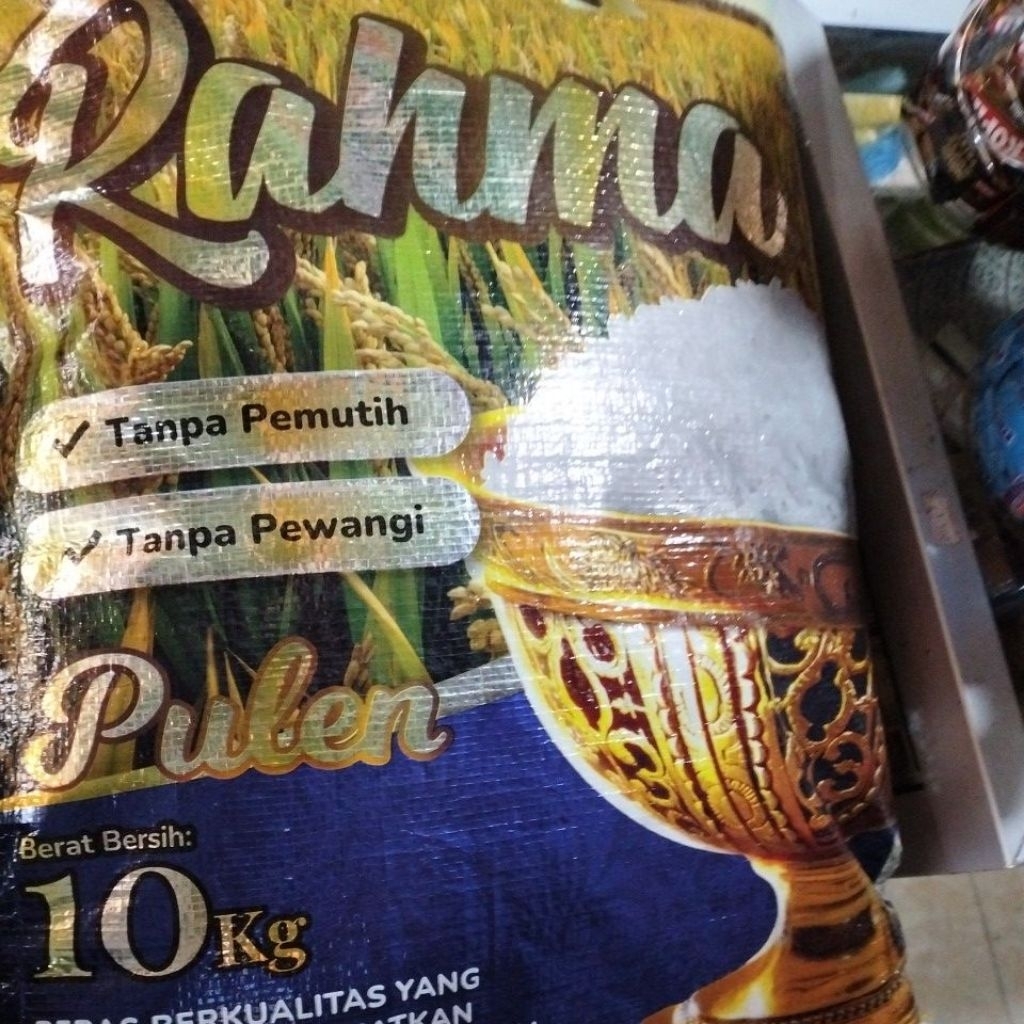 Rahma
Tanpa Pemutih
Tanpa Pewangi
Pulen
Berat Bersih:
10Kg
BERKUALITAS YANG